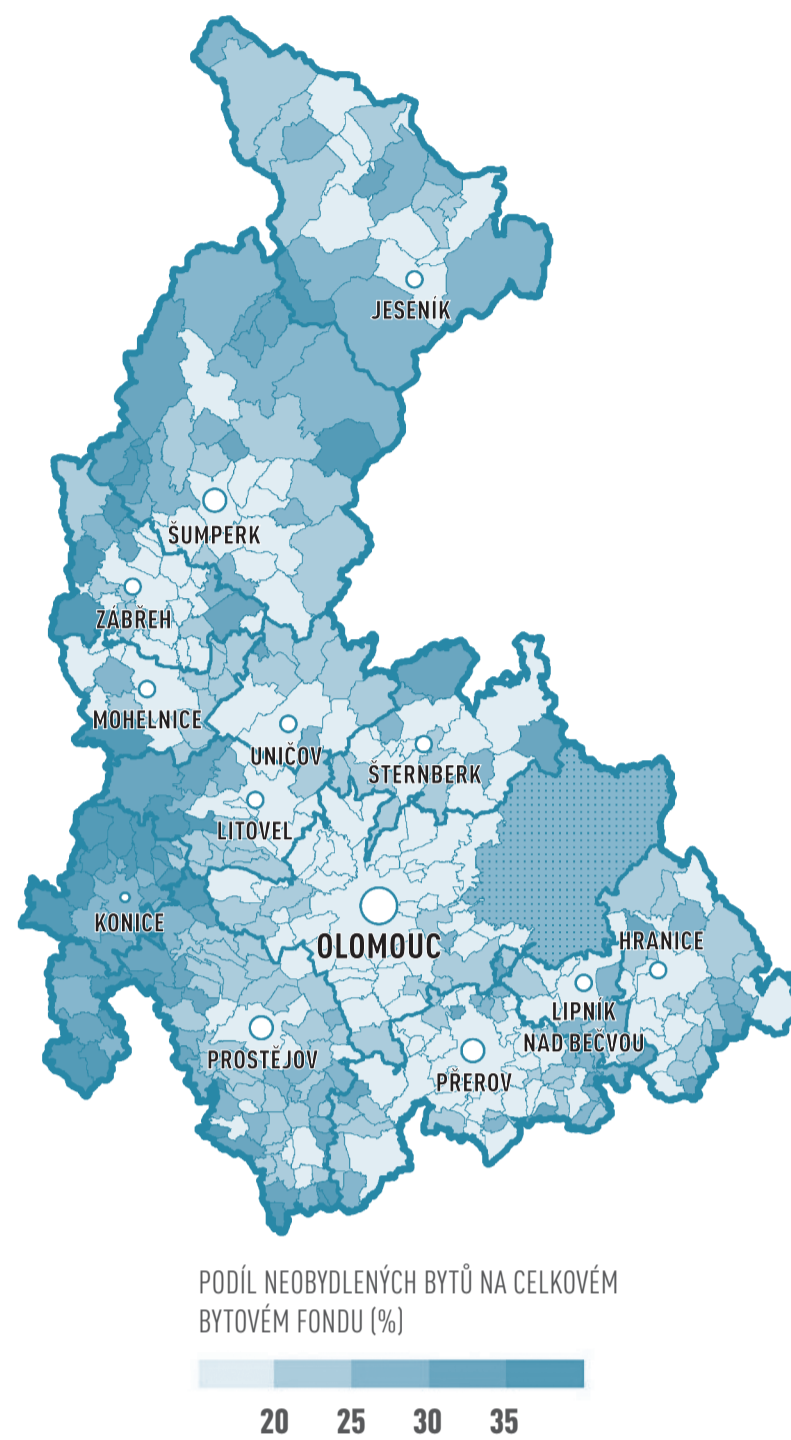 JESENÍK
ŠUMPERK
ZÁBŘEH
MOHELNICE
UNIČOV
ŠTERNBERK
LITOVEL
KONICE
OLOMOUC
HRANICE
LIPNÍK
NAD BEČVOU
PROSTĚJOV
PŘEROV
PODÍL NEOBYDLENÝCH BYTŮ NA CELKOVÉM
BYTOVÉM FONDU (%)
20 25 30 35